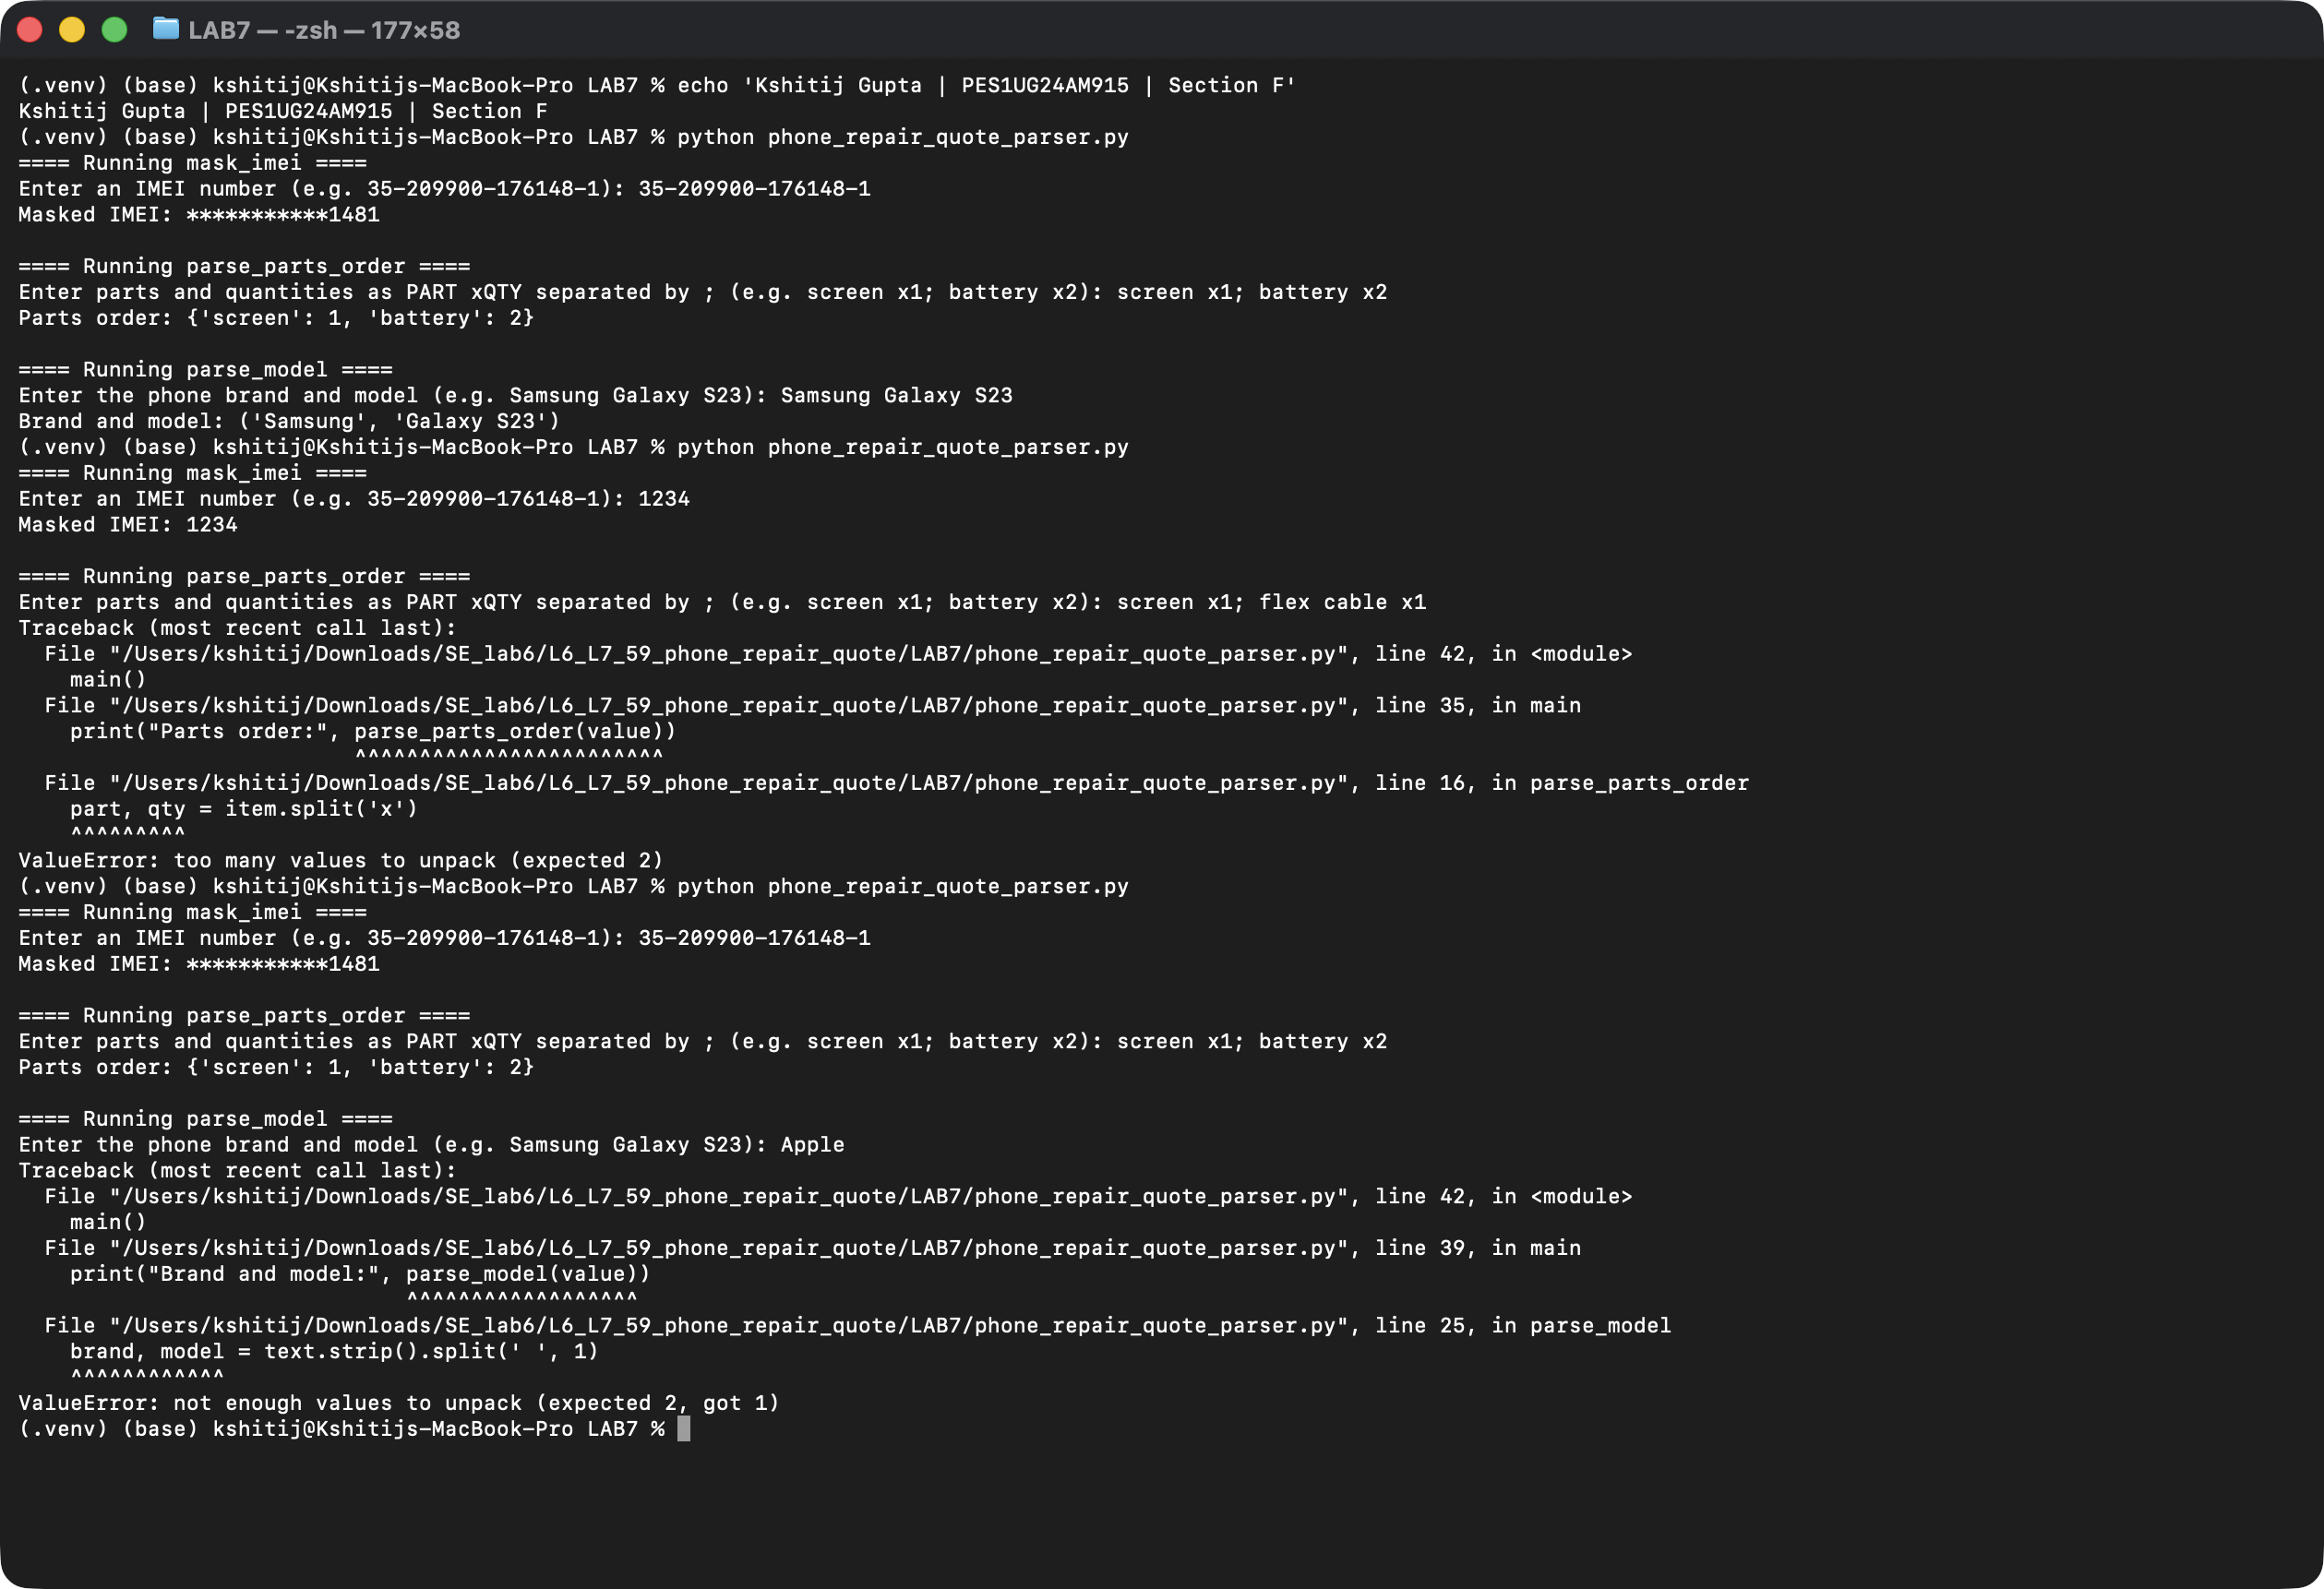 LAB7 — -zsh — 177×58
(.venv) (base) kshitij@Kshitijs-MacBook-Pro LAB7 % echo 'Kshitij Gupta | PES1UG24AM915 | Section F'
Kshitij Gupta | PES1UG24AM915 | Section F
(.venv) (base) kshitij@Kshitijs-MacBook-Pro LAB7 % python phone_repair_quote_parser.py
==== Running mask_imei ====
Enter an IMEI number (e.g. 35-209900-176148-1): 35-209900-176148-1
Masked IMEI: ***********1481
==== Running parse_parts_order ====
Enter parts and quantities as PART xQTY separated by ; (e.g. screen x1; battery x2): screen x1; battery x2
Parts order: {'screen': 1, 'battery': 2}
==== Running parse_model ====
Enter the phone brand and model (e.g. Samsung Galaxy S23): Samsung Galaxy S23
Brand and model: ('Samsung', 'Galaxy S23')
(.venv) (base) kshitij@Kshitijs-MacBook-Pro LAB7 % python phone_repair_quote_parser.py
==== Running mask_imei ====
Enter an IMEI number (e.g. 35-209900-176148-1): 1234
Masked IMEI: 1234
==== Running parse_parts_order ====
Enter parts and quantities as PART xQTY separated by ; (e.g. screen x1; battery x2): screen x1; flex cable x1
Traceback (most recent call last):
  File "/Users/kshitij/Downloads/SE_lab6/L6_L7_59_phone_repair_quote/LAB7/phone_repair_quote_parser.py", line 42, in <module>
    main()
  File "/Users/kshitij/Downloads/SE_lab6/L6_L7_59_phone_repair_quote/LAB7/phone_repair_quote_parser.py", line 35, in main
    print("Parts order:", parse_parts_order(value))
                          ^^^^^^^^^^^^^^^^^^^^^^^^
  File "/Users/kshitij/Downloads/SE_lab6/L6_L7_59_phone_repair_quote/LAB7/phone_repair_quote_parser.py", line 16, in parse_parts_order
    part, qty = item.split('x')
    ^^^^^^^^^
ValueError: too many values to unpack (expected 2)
(.venv) (base) kshitij@Kshitijs-MacBook-Pro LAB7 % python phone_repair_quote_parser.py
==== Running mask_imei ====
Enter an IMEI number (e.g. 35-209900-176148-1): 35-209900-176148-1
Masked IMEI: ***********1481
==== Running parse_parts_order ====
Enter parts and quantities as PART xQTY separated by ; (e.g. screen x1; battery x2): screen x1; battery x2
Parts order: {'screen': 1, 'battery': 2}
==== Running parse_model ====
Enter the phone brand and model (e.g. Samsung Galaxy S23): Apple
Traceback (most recent call last):
  File "/Users/kshitij/Downloads/SE_lab6/L6_L7_59_phone_repair_quote/LAB7/phone_repair_quote_parser.py", line 42, in <module>
    main()
  File "/Users/kshitij/Downloads/SE_lab6/L6_L7_59_phone_repair_quote/LAB7/phone_repair_quote_parser.py", line 39, in main
    print("Brand and model:", parse_model(value))
                              ^^^^^^^^^^^^^^^^^^
  File "/Users/kshitij/Downloads/SE_lab6/L6_L7_59_phone_repair_quote/LAB7/phone_repair_quote_parser.py", line 25, in parse_model
    brand, model = text.strip().split(' ', 1)
    ^^^^^^^^^^^^
ValueError: not enough values to unpack (expected 2, got 1)
(.venv) (base) kshitij@Kshitijs-MacBook-Pro LAB7 %